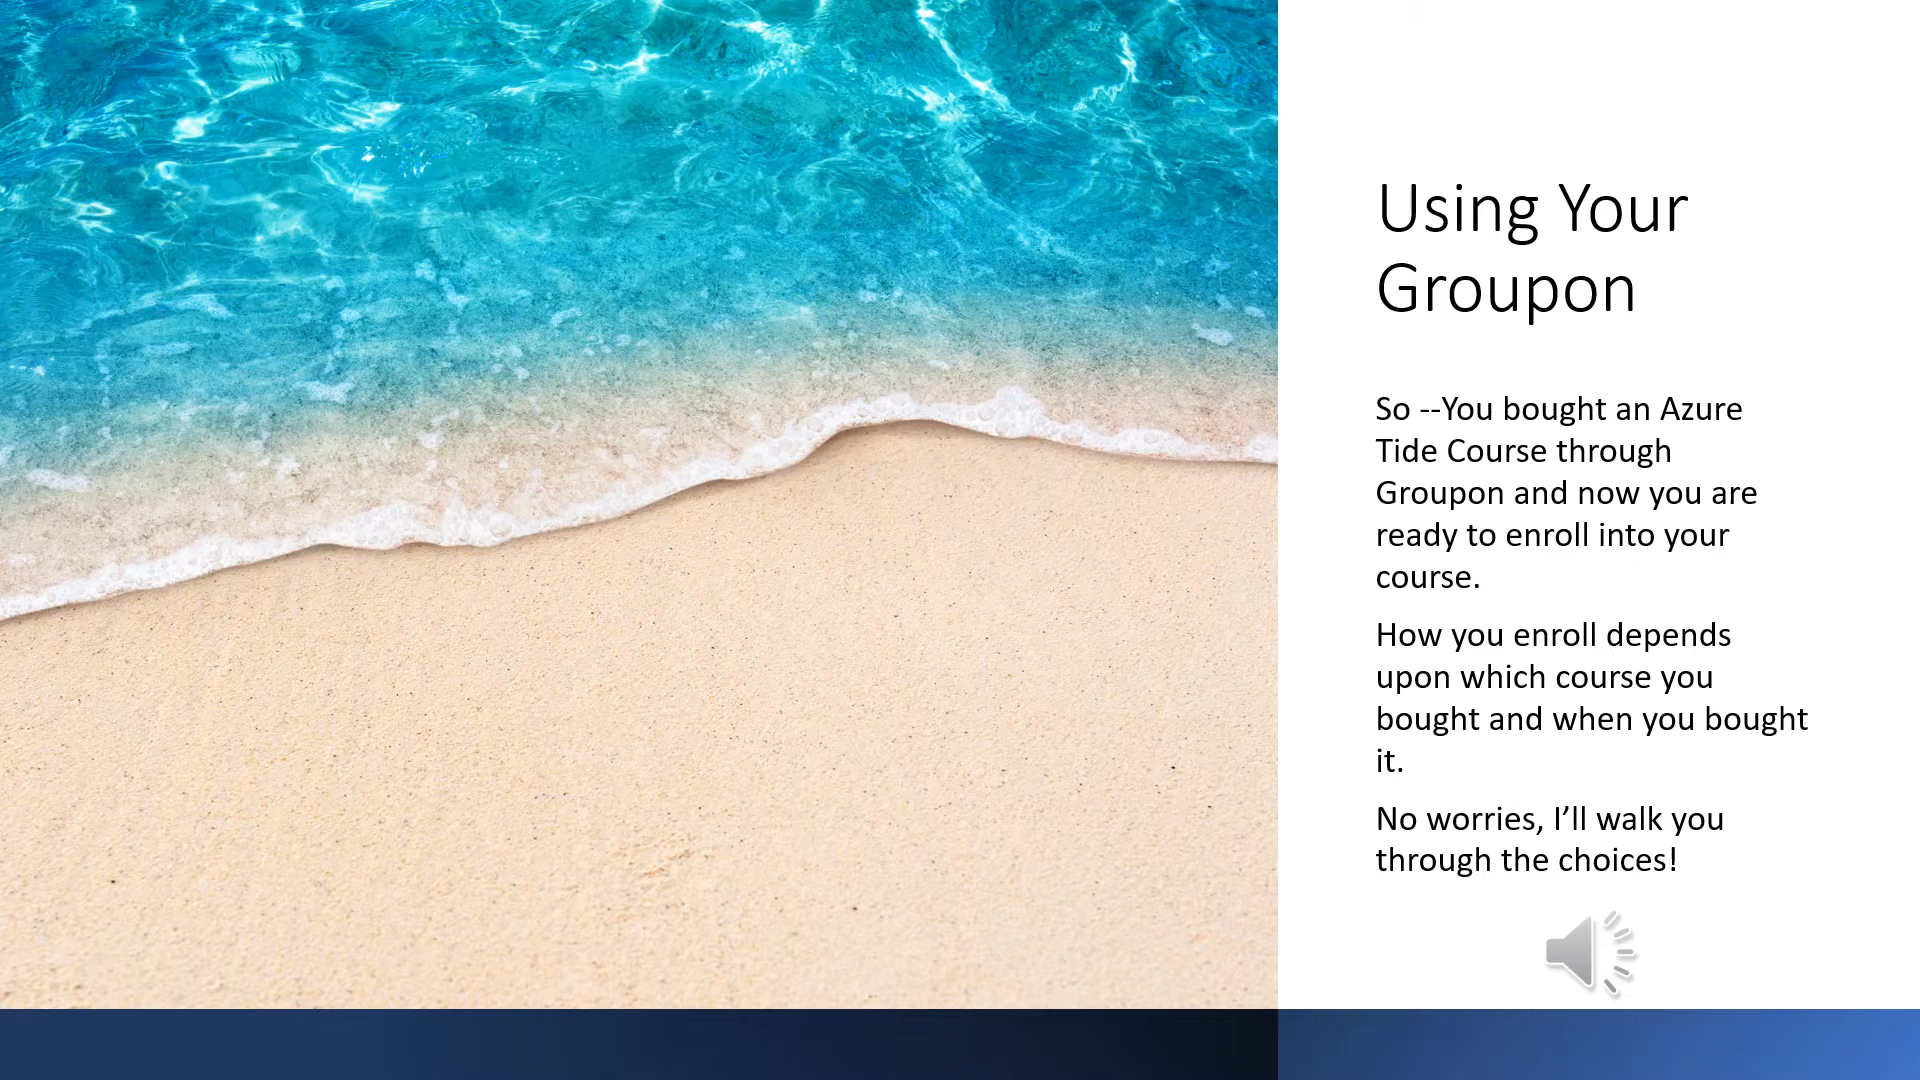 Using Your
Groupon
So --You bought an Azure
Tide Course through
Groupon and now you are
ready to enroll into your
course.
How you enroll depends
upon which course you
bought and when you bought
it.
No worries, I’ll walk you
through the choices!